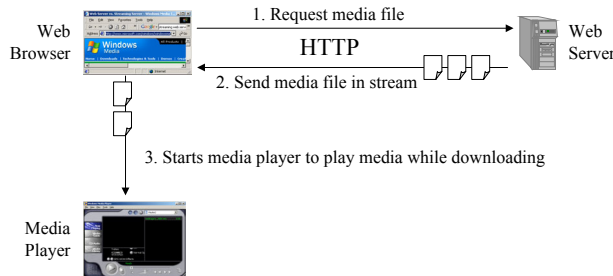 1. Request media file
Web
Browser
Windows
Media
HTTP
Web
Server
2. Send media file in stream
3. Starts media player to play media while downloading
Media
Player